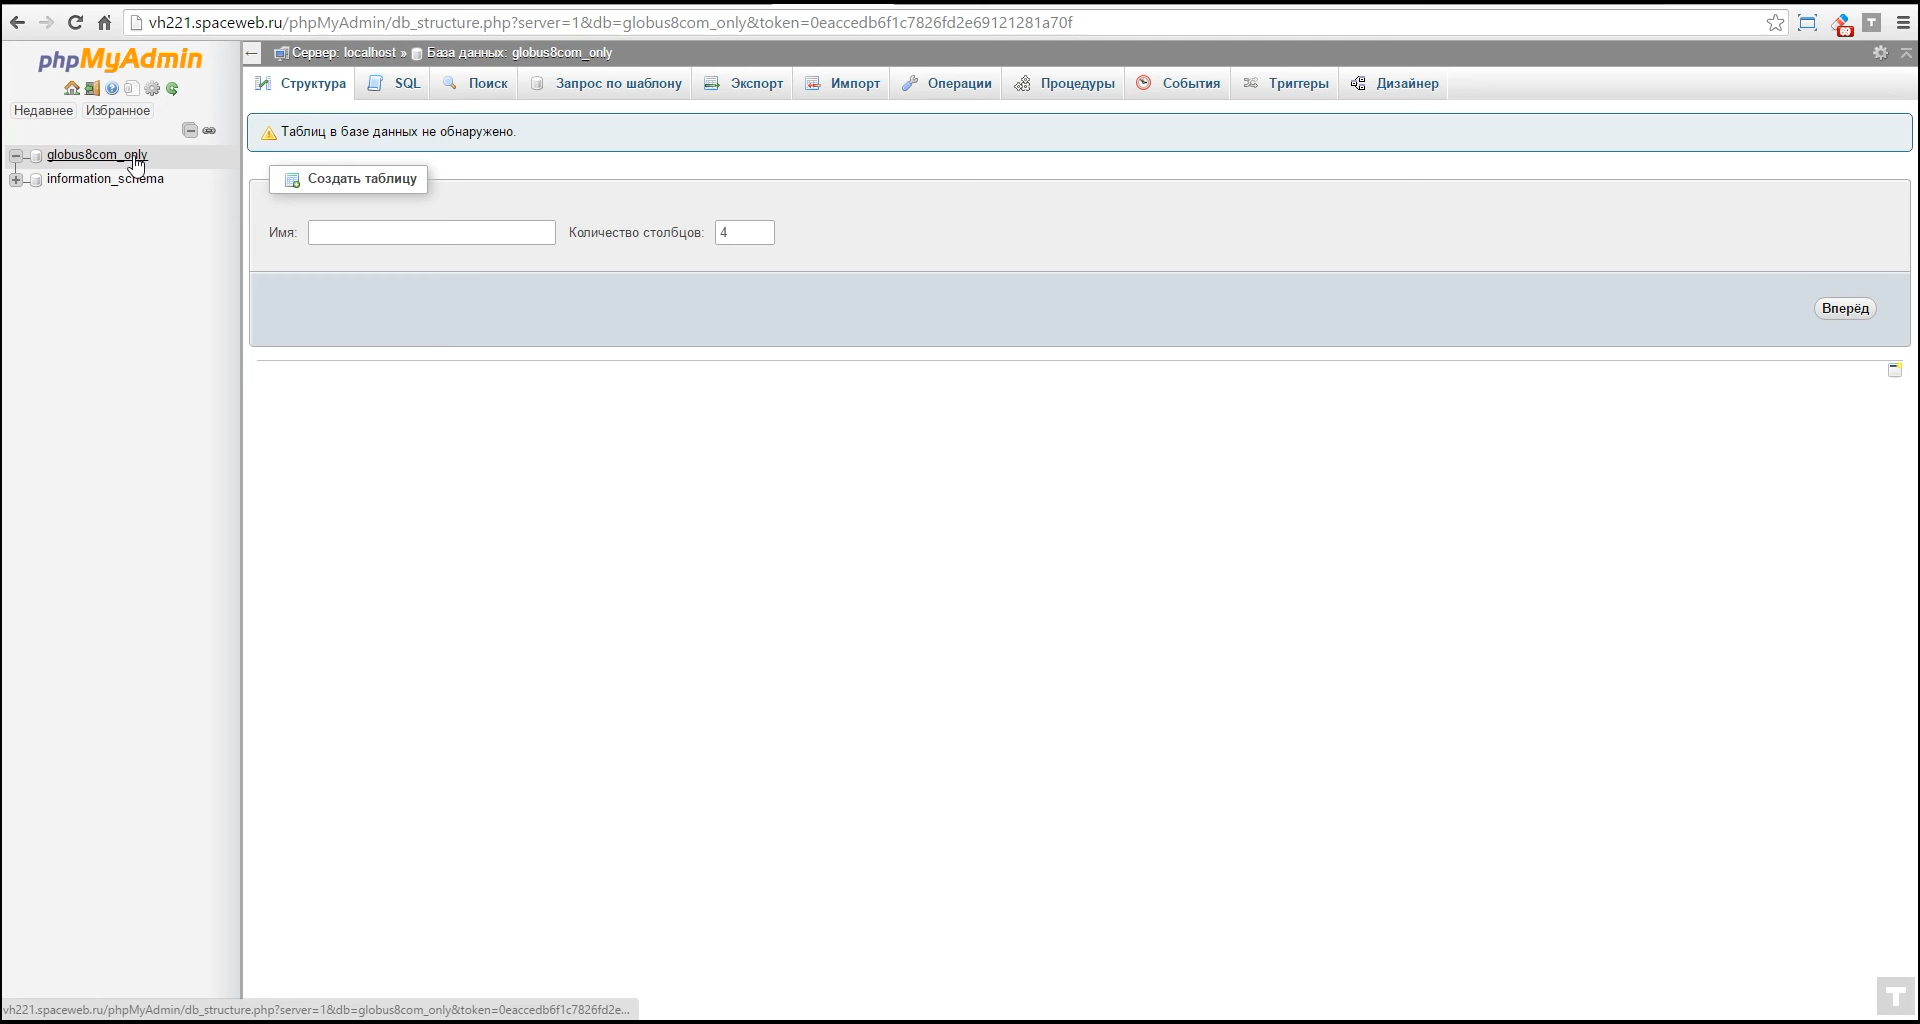 vh221.spaceweb.ru/phpMyAdmin/db_structure.php?server=1&db=globus8com_only&token=0eaccedb6f1c7826fd2e69121281a70f
T
69
phpMyAdmin
Недавнее Избранное
globus8com_only
information_schema
Сервер: localhost » База данных: globus8com_only
Структура SQL Поиск Запрос по шаблону Экспорт Импорт Операции Процедуры События Триггеры Дизайнер
Таблиц в базе данных не обнаружено.
Создать таблицу
Имя: Количество столбцов: 4
Вперёд
vh221.spaceweb.ru/phpMyAdmin/db_structure.php?server=1&db=globus8com_only&token=0eaccedb6f1c7826fd2e...
T